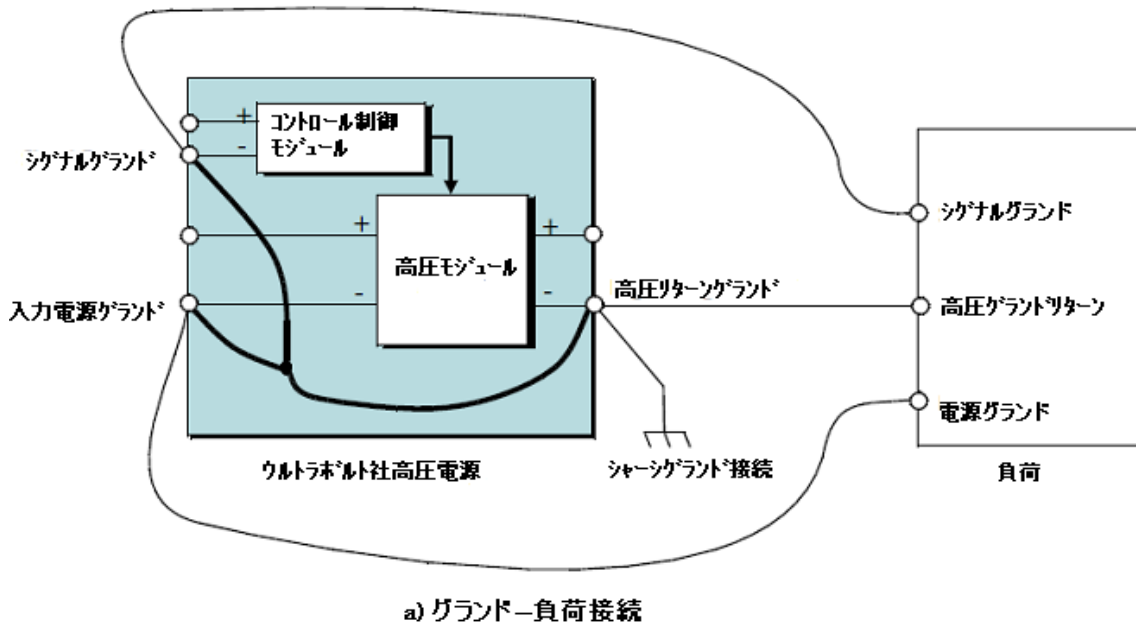 +
コントロール制御
モジュール
-
シグナルグランド
+
高圧モジュール
+
-
-
入力電源グランド
高圧リターングランド
シグナルグランド
高圧グランドリターン
電源グランド
ウルトラボルト社高圧電源
シャーシグランド接続
負荷
a) グランド－負荷接続